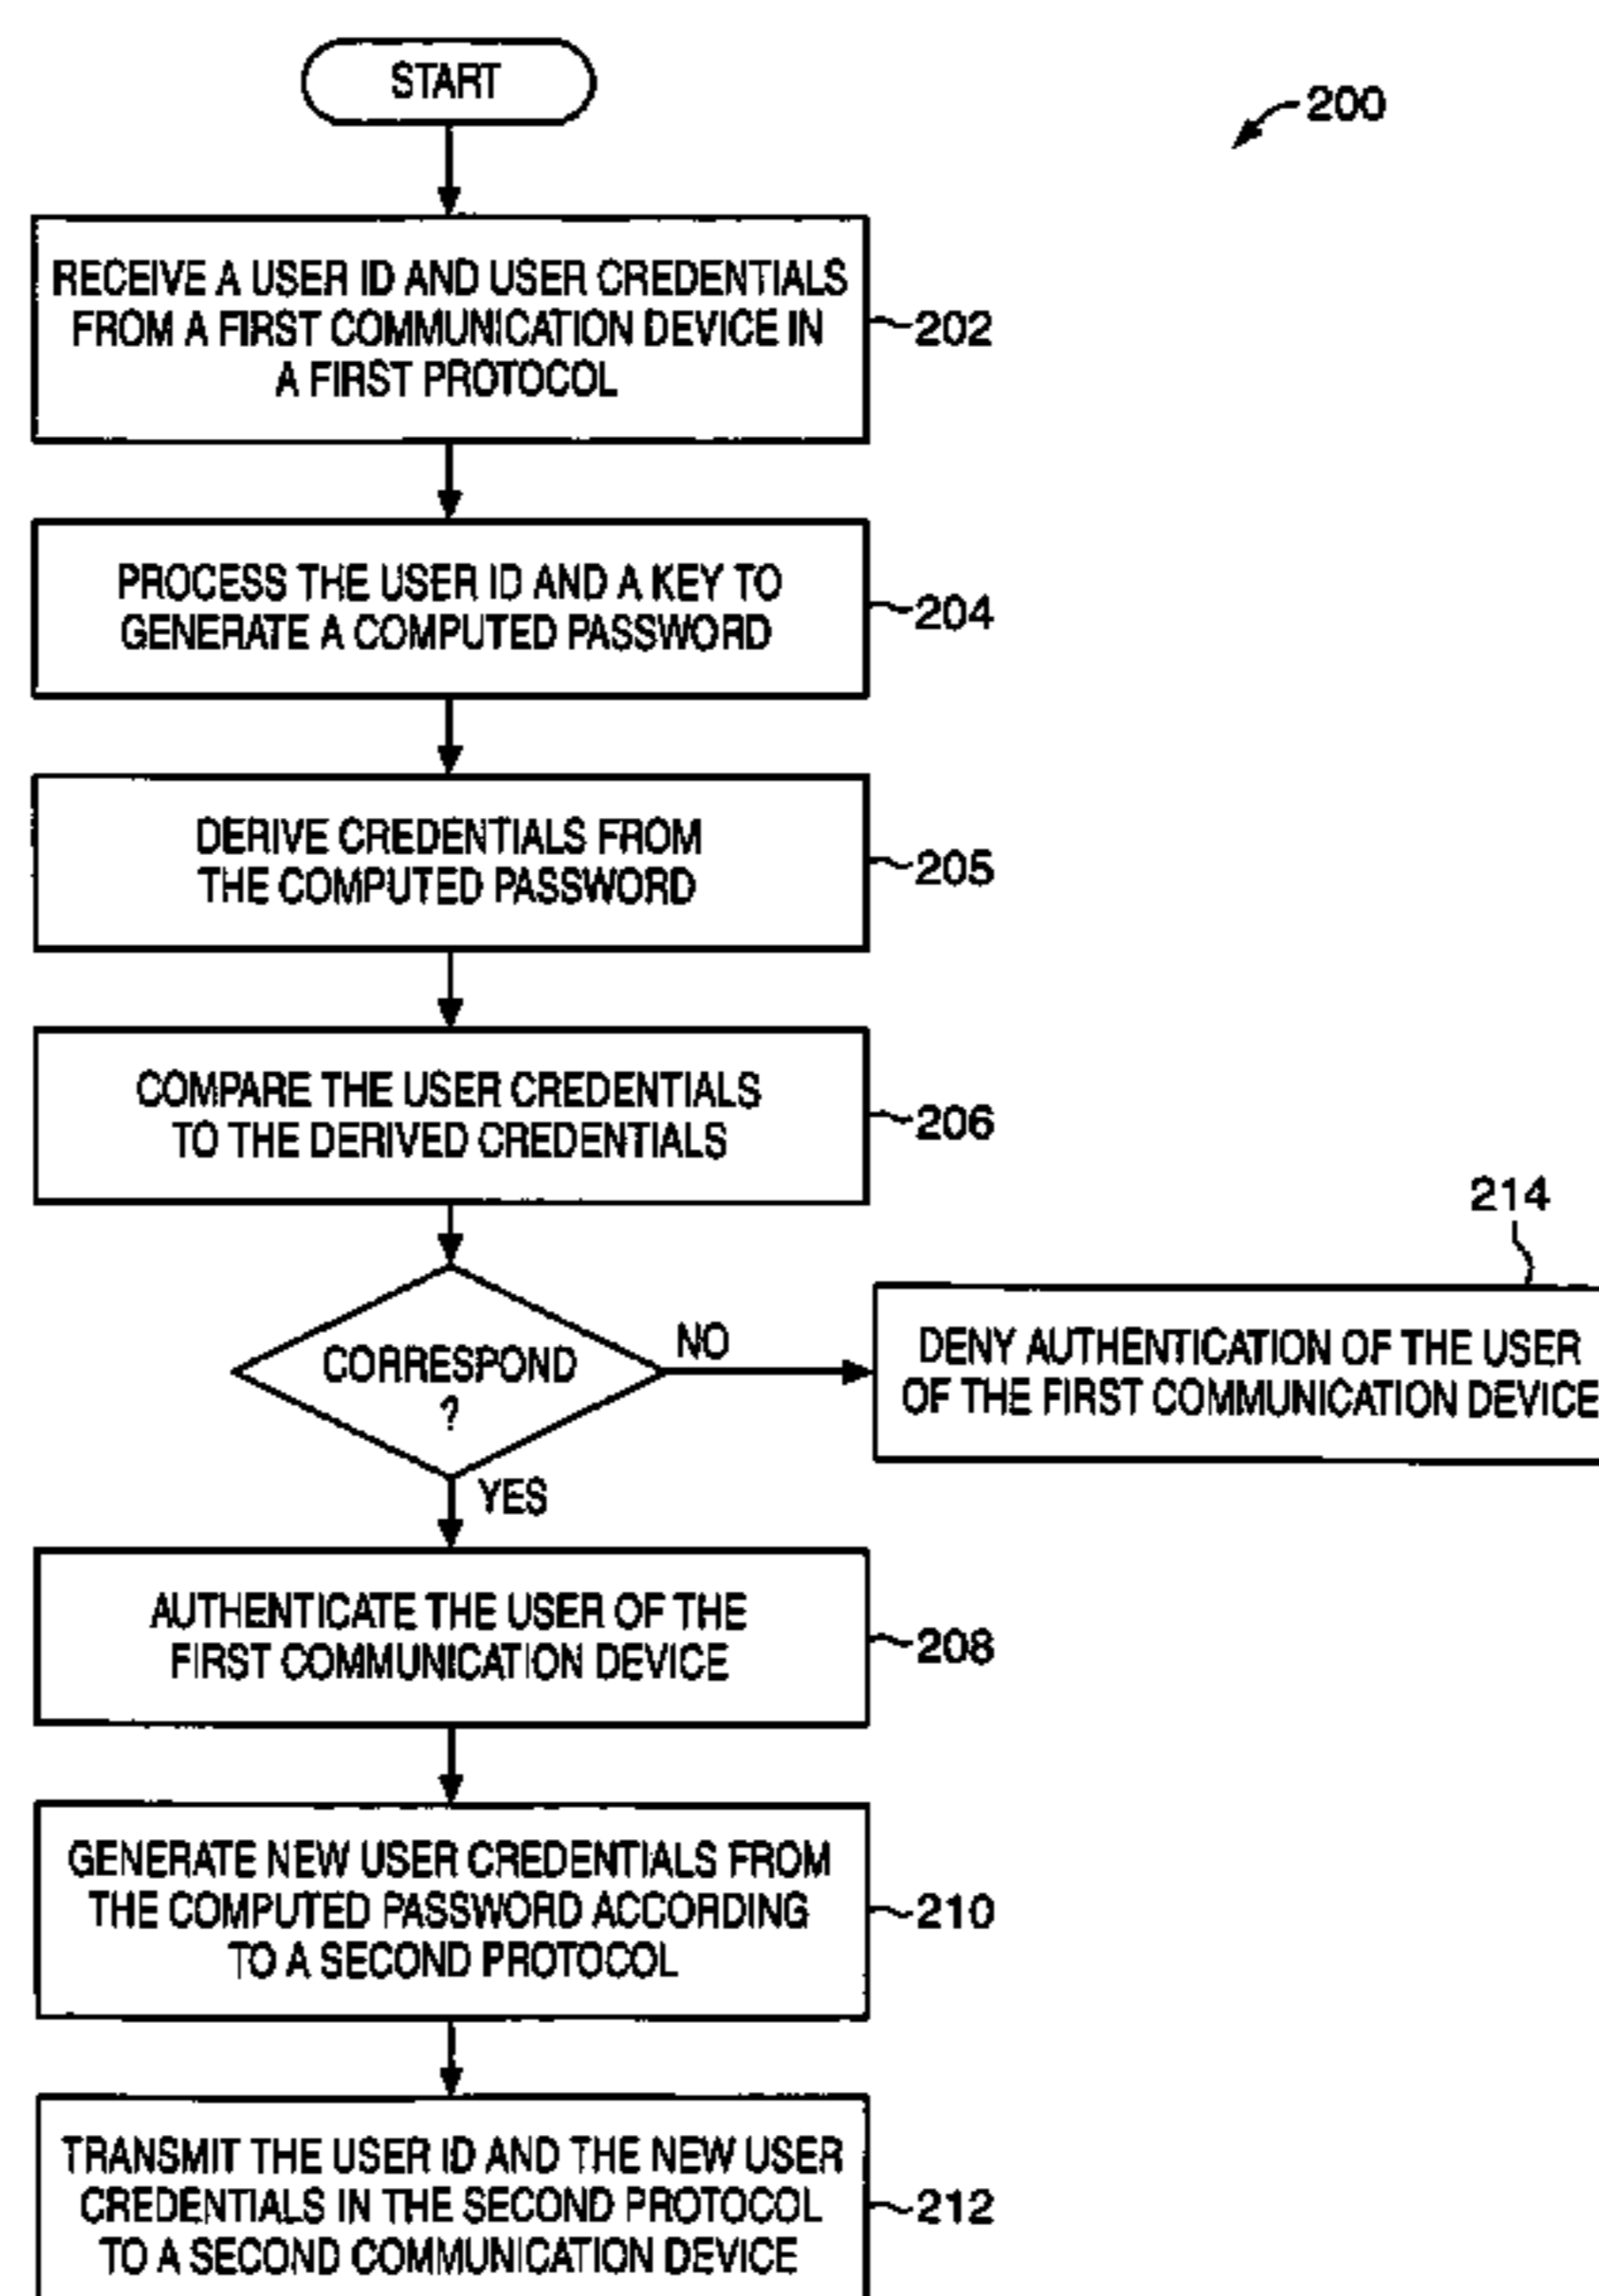 START
200
RECEIVE A USER ID AND USER CREDENTIALS
FROM A FIRST COMMUNICATION DEVICE IN
A FIRST PROTOCOL
202
PROCESS THE USER ID AND A KEY TO
GENERATE A COMPUTED PASSWORD
204
DERIVE CREDENTIALS FROM
THE COMPUTED PASSWORD
205
COMPARE THE USER CREDENTIALS
TO THE DERIVED CREDENTIALS
206
CORRESPOND
?
NO
214
DENY AUTHENTICATION OF THE USER
OF THE FIRST COMMUNICATION DEVICE
YES
AUTHENTICATE THE USER OF THE
FIRST COMMUNICATION DEVICE
208
GENERATE NEW USER CREDENTIALS FROM
THE COMPUTED PASSWORD ACCORDING
TO A SECOND PROTOCOL
210
TRANSMIT THE USER ID AND THE NEW USER
CREDENTIALS IN THE SECOND PROTOCOL
TO A SECOND COMMUNICATION DEVICE
212